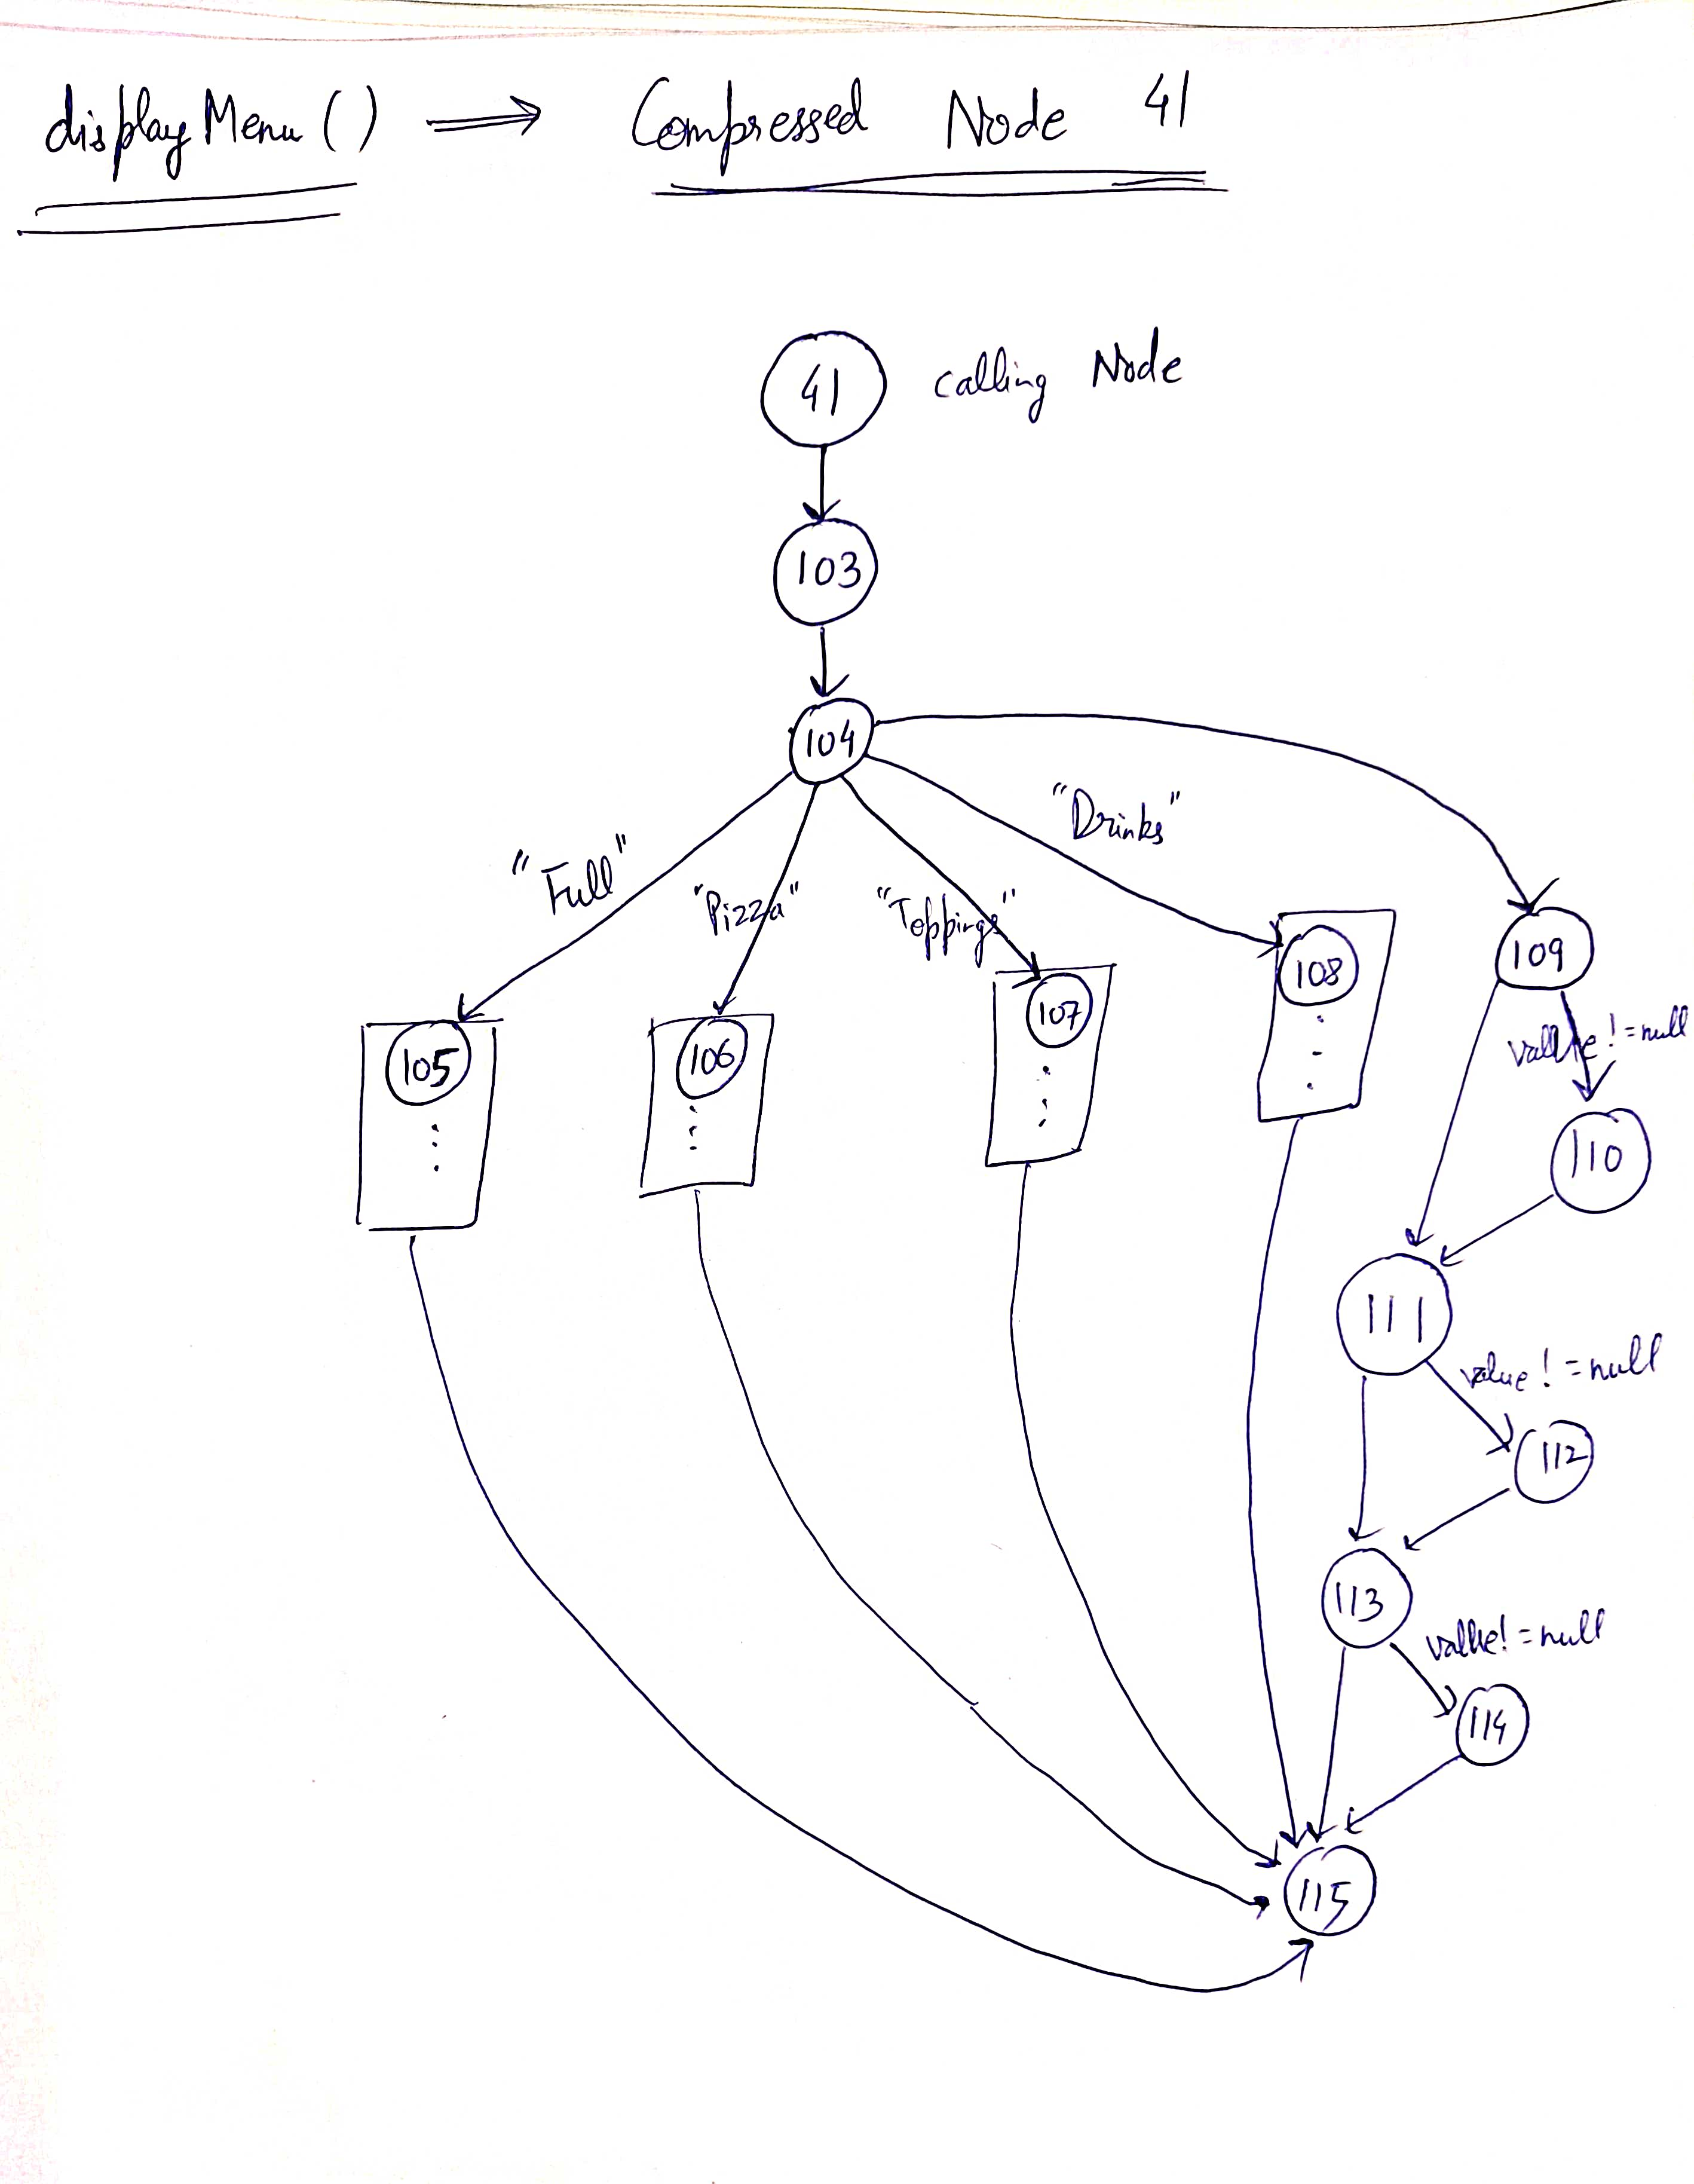 displayMenu() ⟹ Compressed Node 41
41 calling Node
103
104
"Drinks"
"Full"
"Pizza"
"Toppings"
108
109
107
105
106
value != null
110
111
value != null
112
113
value != null
114
115